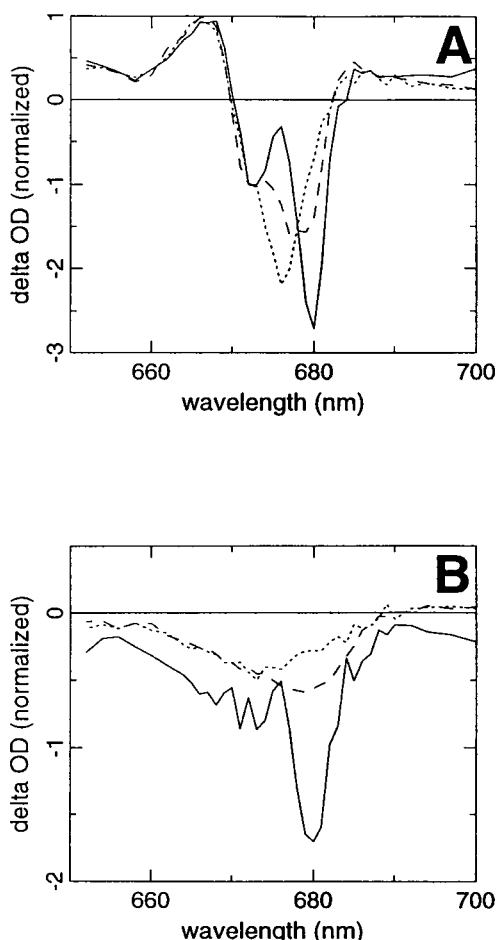 A
1
0
-1
-2
-3
delta OD (normalized)
660 680 700
wavelength (nm)
B
0
-1
-2
delta OD (normalized)
660 680 700
wavelength (nm)